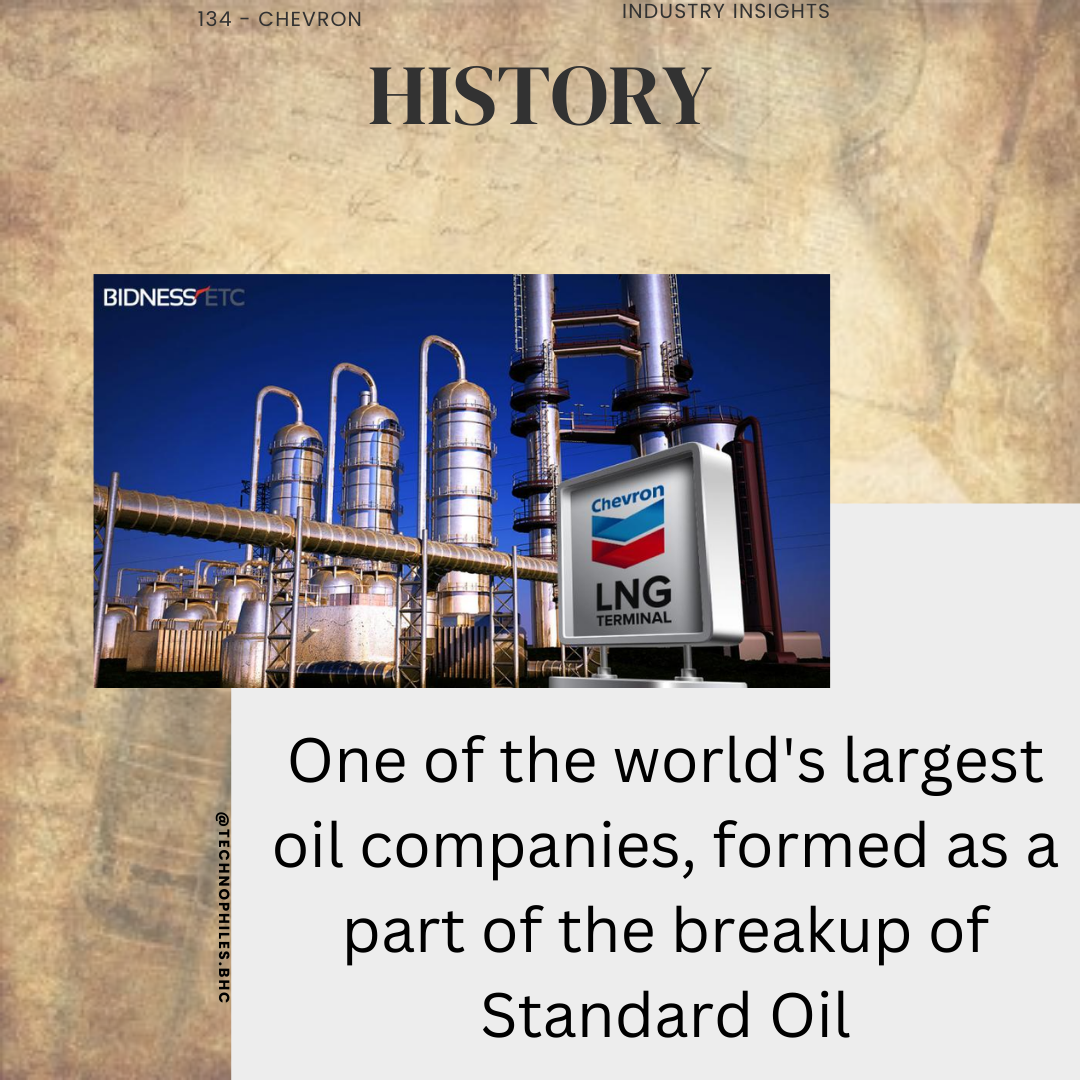 134 - CHEVRON
INDUSTRY INSIGHTS
HISTORY
BIDNESS ETC
Chevron
LNG
TERMINAL
One of the world's largest
oil companies, formed as a
part of the breakup of
Standard Oil
@TECHNOPHILES.BHC